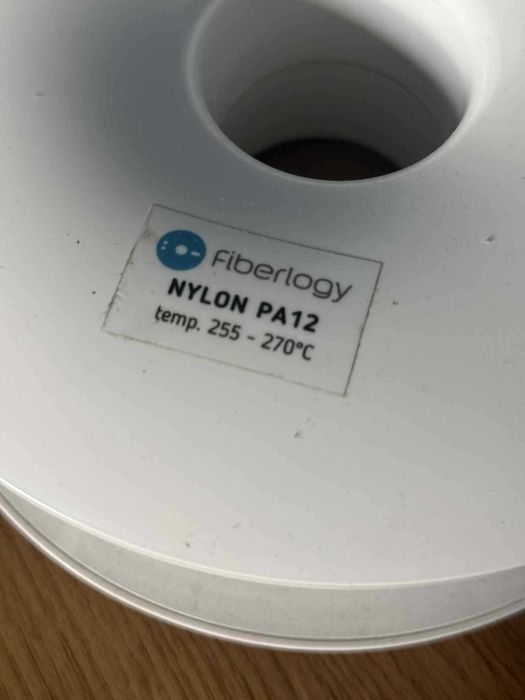 fiberlogy
NYLON PA12
temp. 255 - 270°C